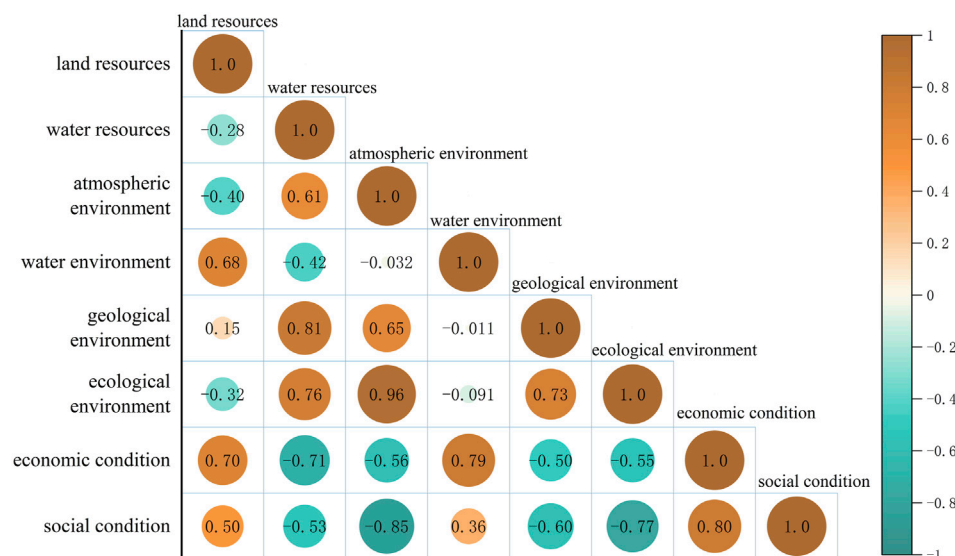 land resources
land resources
1.0
1
0.8
water resources
water resources
-0.28
1.0
0.6
atmospheric environment
atmospheric
environment
-0.40
0.61
1.0
0.4
0.2
water environment
water environment
0.68
-0.42
-0.032
1.0
0
geological environment
geological
environment
0.15
0.81
0.65
-0.011
1.0
-0.2
ecological environment
ecological
environment
-0.32
0.76
0.96
-0.091
0.73
1.0
-0.4
economic condition
economic condition
0.70
-0.71
-0.56
0.79
-0.50
-0.55
1.0
-0.6
social condition
-0.8
social condition
0.50
-0.53
-0.85
0.36
-0.60
-0.77
0.80
1.0
-1